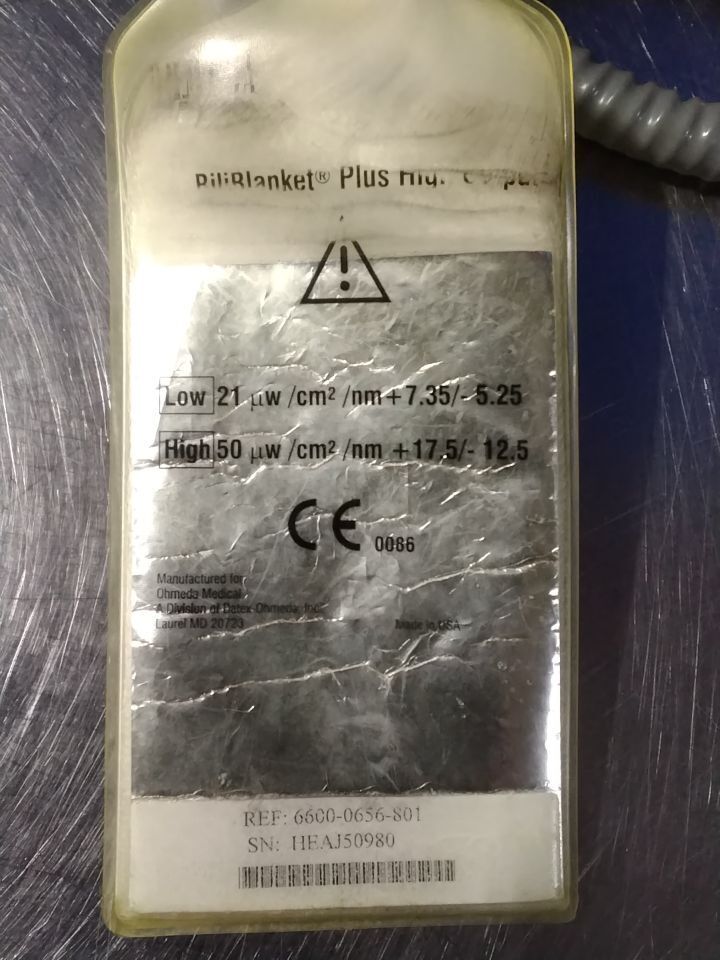 BiliBlanket® Plus High Output
Low 21 µw /cm² /nm+7.35/- 5.25
High 50 µw /cm² /nm +17.5/- 12.5
CE 0086
Manufactured for
Ohmeda Medical
A Division of Datex-Ohmeda, Inc.
Laurel MD 20723
Made in USA
REF: 6600-0656-801
SN: HEAJ50980